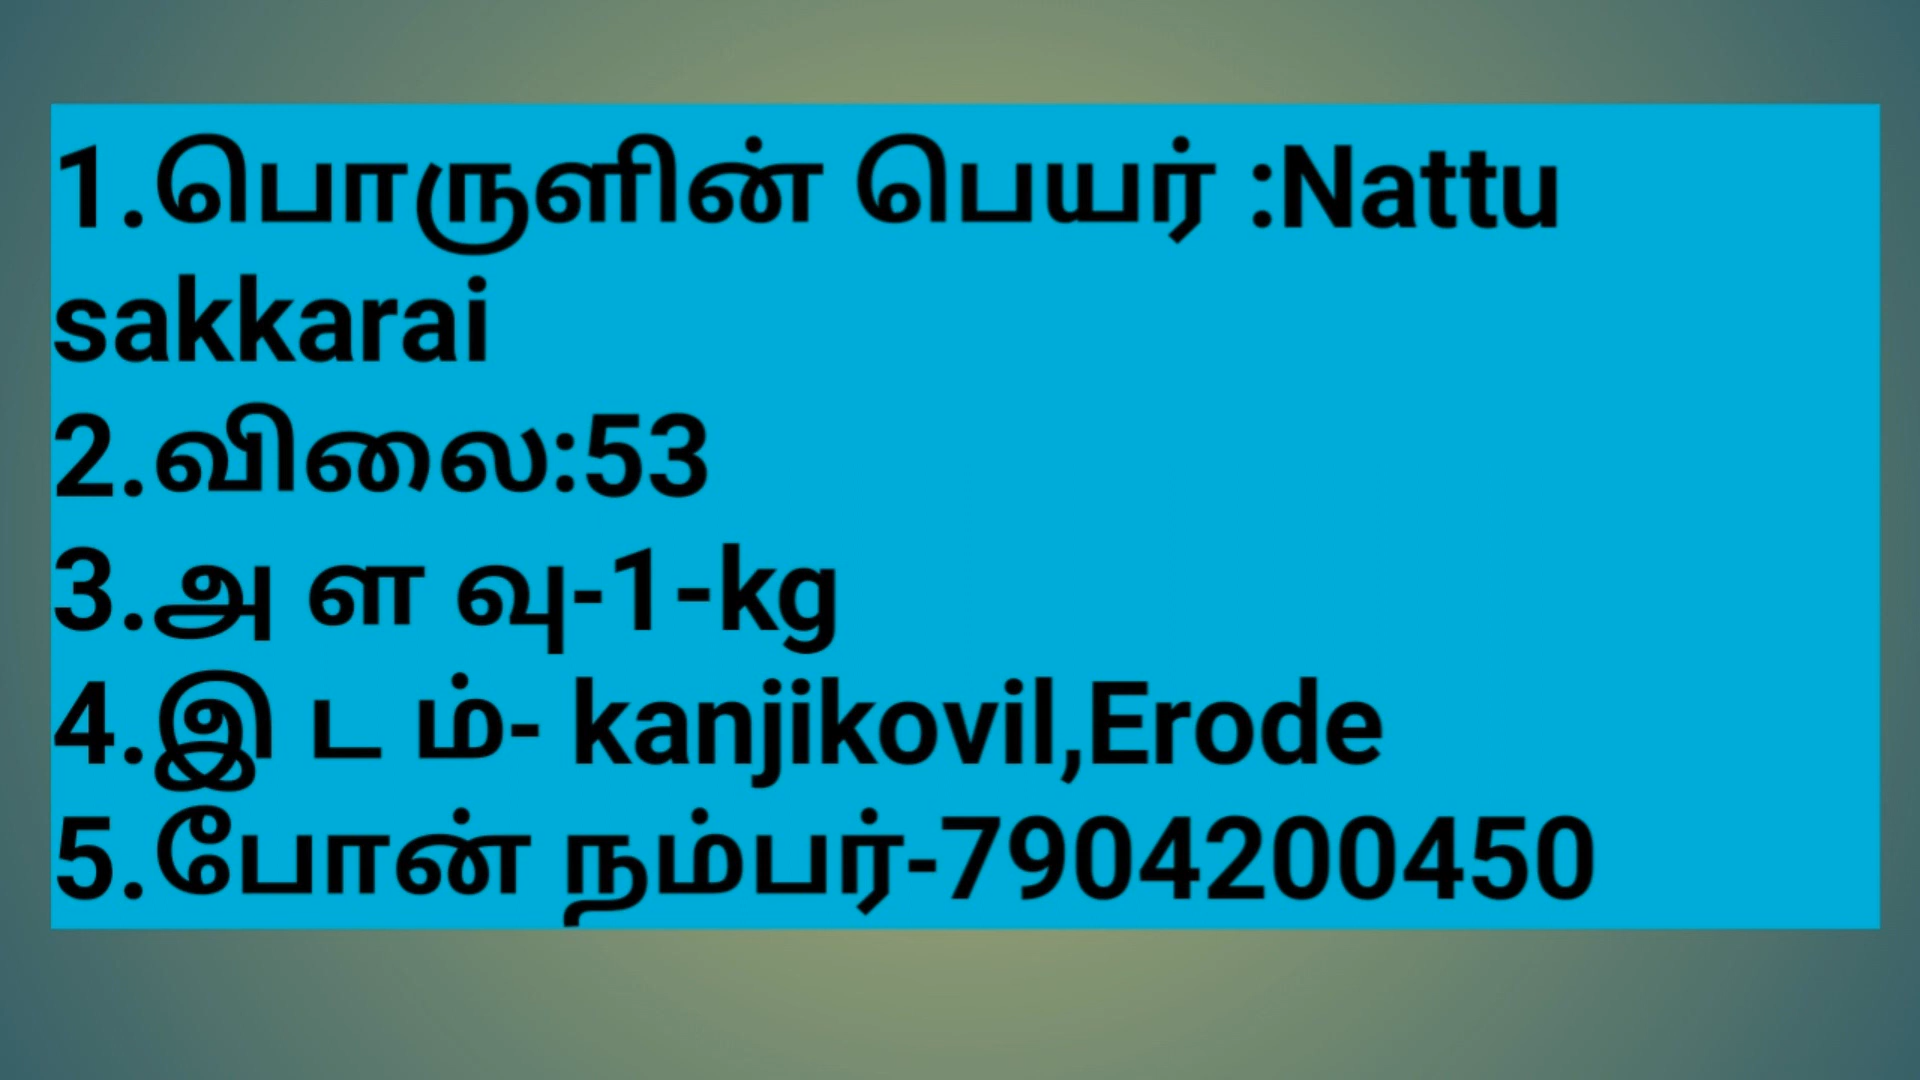 1.பொருளின் பெயர் :Nattu
sakkarai
2.விலை:53
3.அ ள வு-1-kg
4.இ ட ம்- kanjikovil,Erode
5.போன் நம்பர்-7904200450